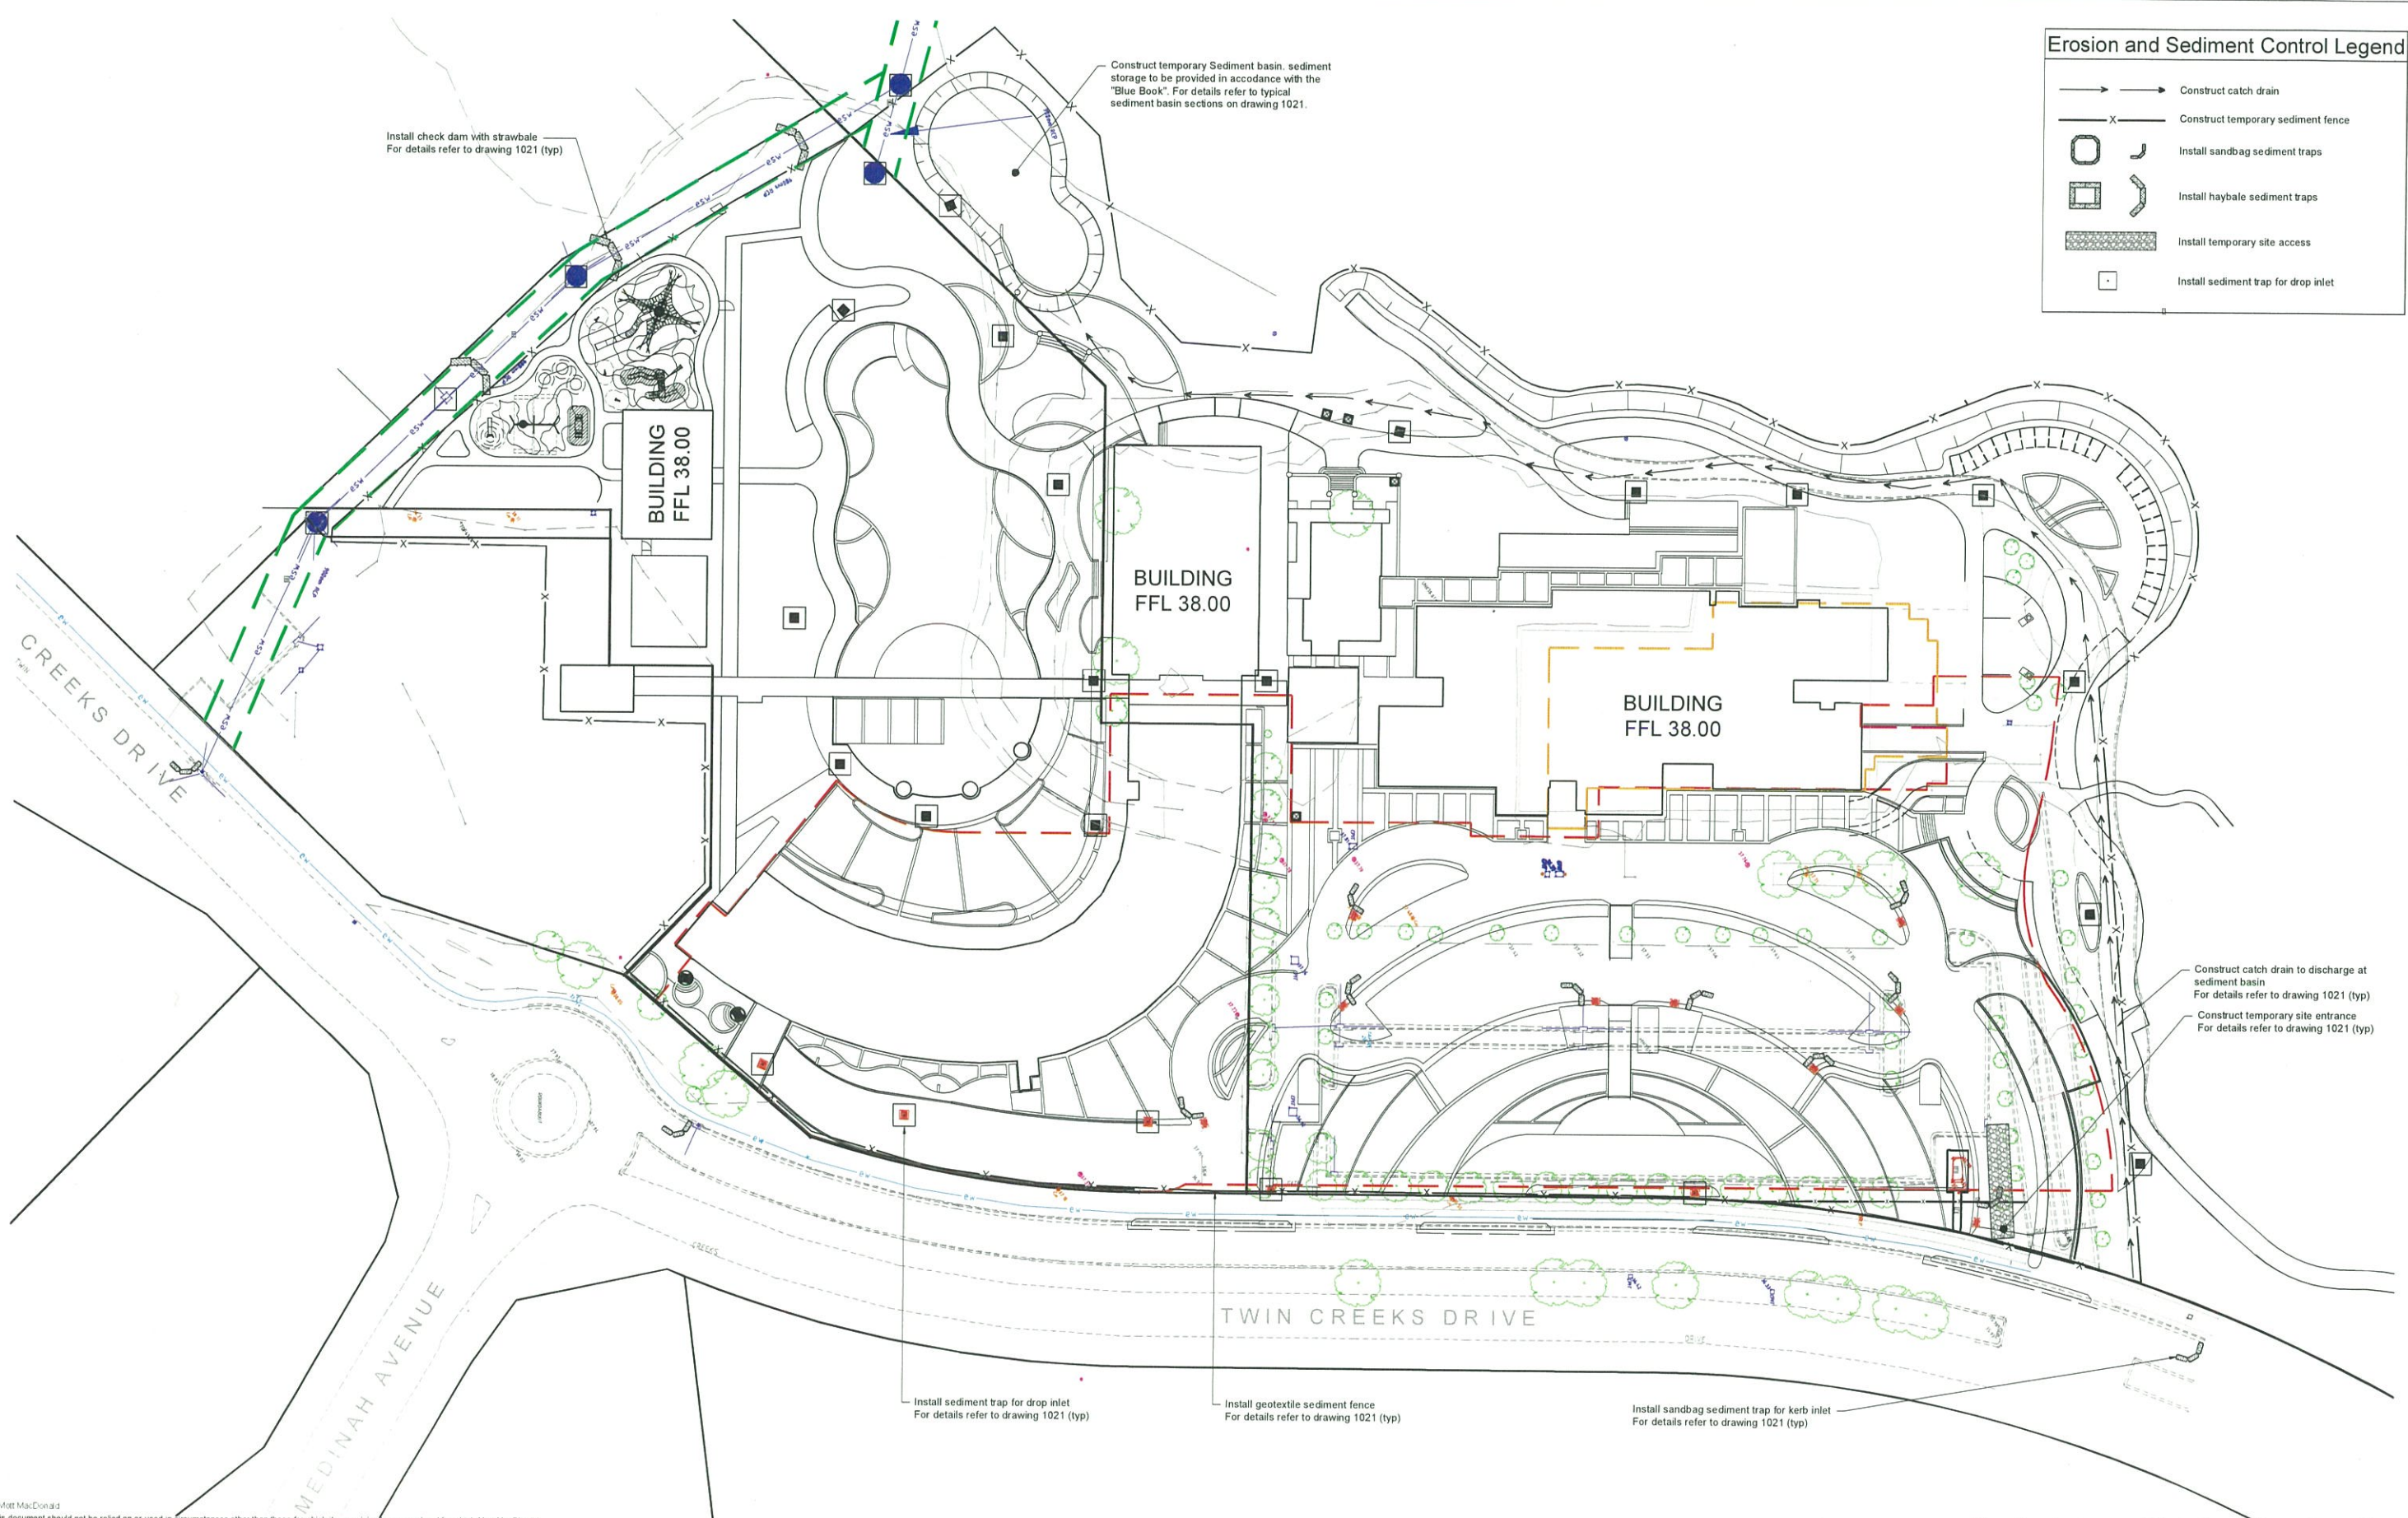 Erosion and Sediment Control Legend
Construct catch drain
Construct temporary sediment fence
Install sandbag sediment traps
Install haybale sediment traps
Install temporary site access
Install sediment trap for drop inlet
Construct temporary Sediment basin. sediment
storage to be provided in accodance with the
"Blue Book". For details refer to typical
sediment basin sections on drawing 1021.
Install check dam with strawbale
For details refer to drawing 1021 (typ)
BUILDING
FFL 38.00
BUILDING
FFL 38.00
BUILDING
FFL 38.00
CREEKS DRIVE
TWIN
Construct catch drain to discharge at
sediment basin
For details refer to drawing 1021 (typ)
Construct temporary site entrance
For details refer to drawing 1021 (typ)
MEDINAH AVENUE
TWIN CREEKS DRIVE
Install sediment trap for drop inlet
For details refer to drawing 1021 (typ)
Install geotextile sediment fence
For details refer to drawing 1021 (typ)
Install sandbag sediment trap for kerb inlet
For details refer to drawing 1021 (typ)
Mott MacDonald